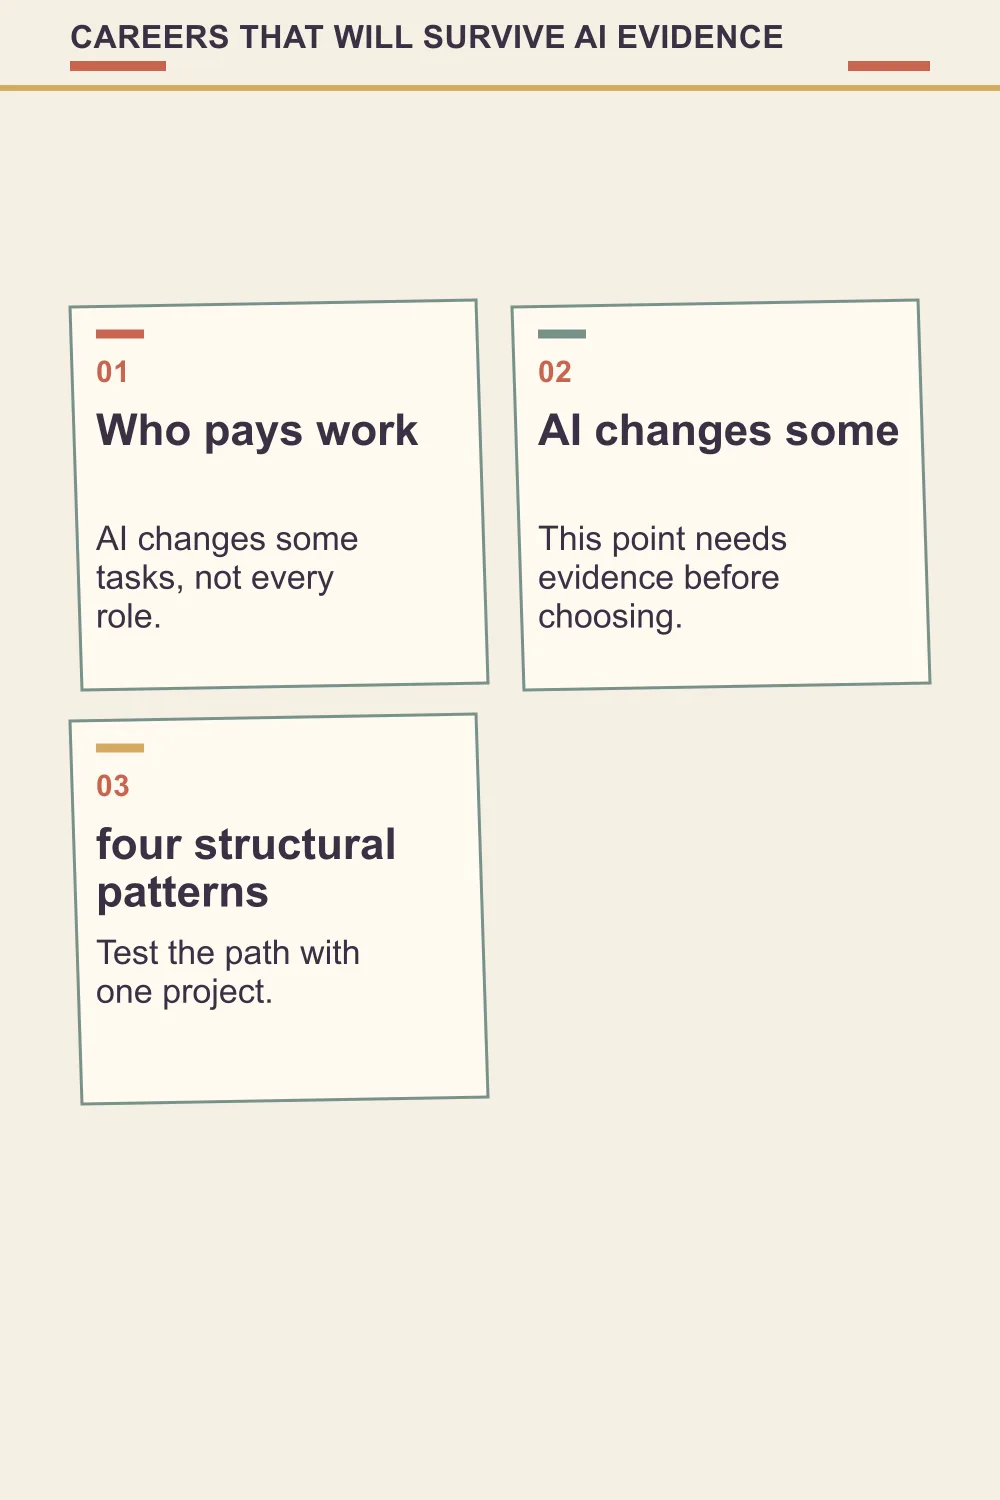 CAREERS THAT WILL SURVIVE AI EVIDENCE
01
Who pays work
AI changes some
tasks, not every
role.
02
AI changes some
This point needs
evidence before
choosing.
03
four structural
patterns
Test the path with
one project.